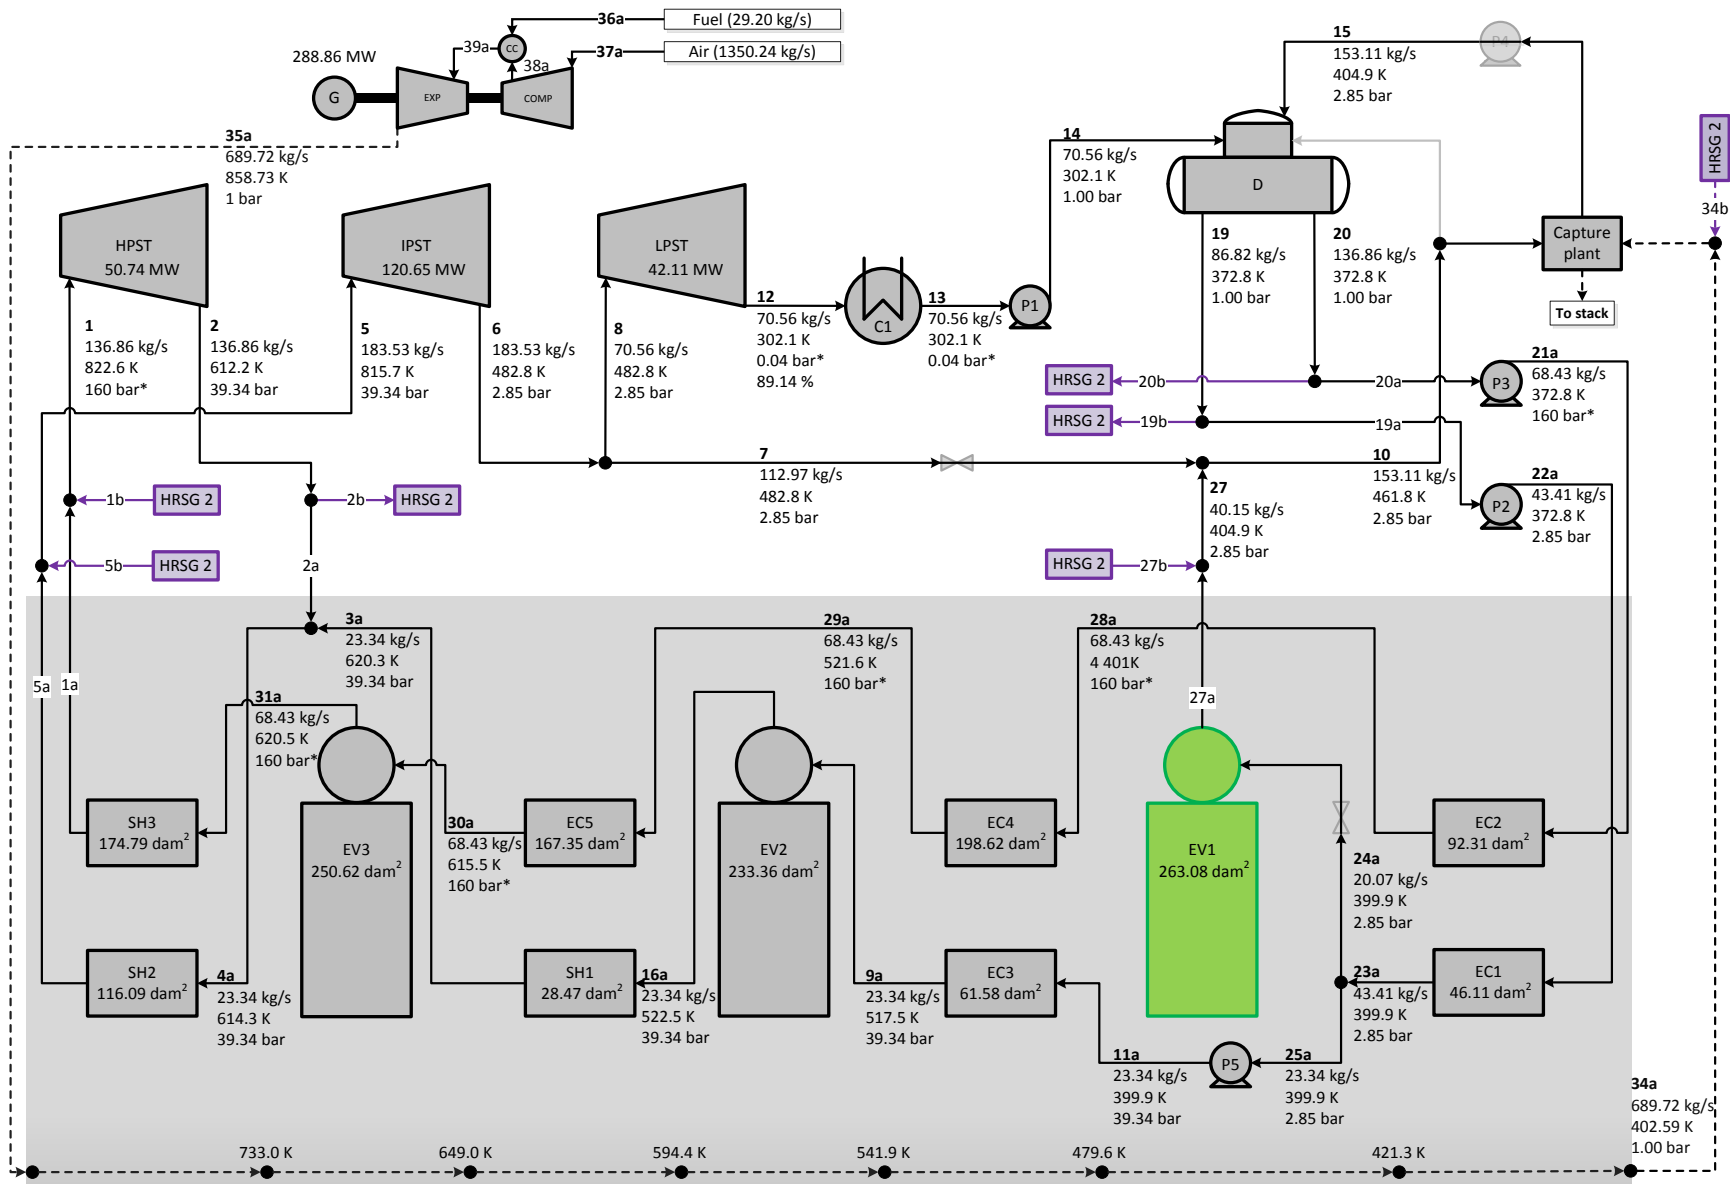 36a
Fuel (29.20 kg/s)
39a
CC
38a
37a
Air (1350.24 kg/s)
288.86 MW
G
EXP
COMP
35a
689.72 kg/s
858.73 K
1 bar
15
153.11 kg/s
404.9 K
2.85 bar
P4
HRSG 2
34b
14
70.56 kg/s
302.1 K
1.00 bar
D
HPST
50.74 MW
IPST
120.65 MW
LPST
42.11 MW
Capture
plant
To stack
19
86.82 kg/s
372.8 K
1.00 bar
20
136.86 kg/s
372.8 K
1.00 bar
1
136.86 kg/s
822.6 K
160 bar*
2
136.86 kg/s
612.2 K
39.34 bar
5
183.53 kg/s
815.7 K
39.34 bar
6
183.53 kg/s
482.8 K
2.85 bar
8
70.56 kg/s
482.8 K
2.85 bar
12
70.56 kg/s
302.1 K
0.04 bar*
89.14 %
C1
13
70.56 kg/s
302.1 K
0.04 bar*
P1
HRSG 2
20b
20a
P3
21a
68.43 kg/s
372.8 K
160 bar*
HRSG 2
19b
19a
7
112.97 kg/s
482.8 K
2.85 bar
10
153.11 kg/s
461.8 K
2.85 bar
P2
22a
43.41 kg/s
372.8 K
2.85 bar
1b
HRSG 2
2b
HRSG 2
27
40.15 kg/s
404.9 K
2.85 bar
5b
HRSG 2
2a
HRSG 2
27b
3a
23.34 kg/s
620.3 K
39.34 bar
29a
68.43 kg/s
521.6 K
160 bar*
28a
68.43 kg/s
4 401K
160 bar*
5a
1a
27a
31a
68.43 kg/s
620.5 K
160 bar*
SH3
174.79 dam²
EV3
250.62 dam²
30a
68.43 kg/s
615.5 K
160 bar*
EC5
167.35 dam²
EV2
233.36 dam²
EC4
198.62 dam²
EV1
263.08 dam²
24a
20.07 kg/s
399.9 K
2.85 bar
EC2
92.31 dam²
SH2
116.09 dam²
4a
23.34 kg/s
614.3 K
39.34 bar
SH1
28.47 dam²
16a
23.34 kg/s
522.5 K
39.34 bar
9a
23.34 kg/s
517.5 K
39.34 bar
EC3
61.58 dam²
23a
43.41 kg/s
399.9 K
2.85 bar
EC1
46.11 dam²
11a
23.34 kg/s
399.9 K
39.34 bar
P5
25a
23.34 kg/s
399.9 K
2.85 bar
34a
689.72 kg/s
402.59 K
1.00 bar
733.0 K
649.0 K
594.4 K
541.9 K
479.6 K
421.3 K